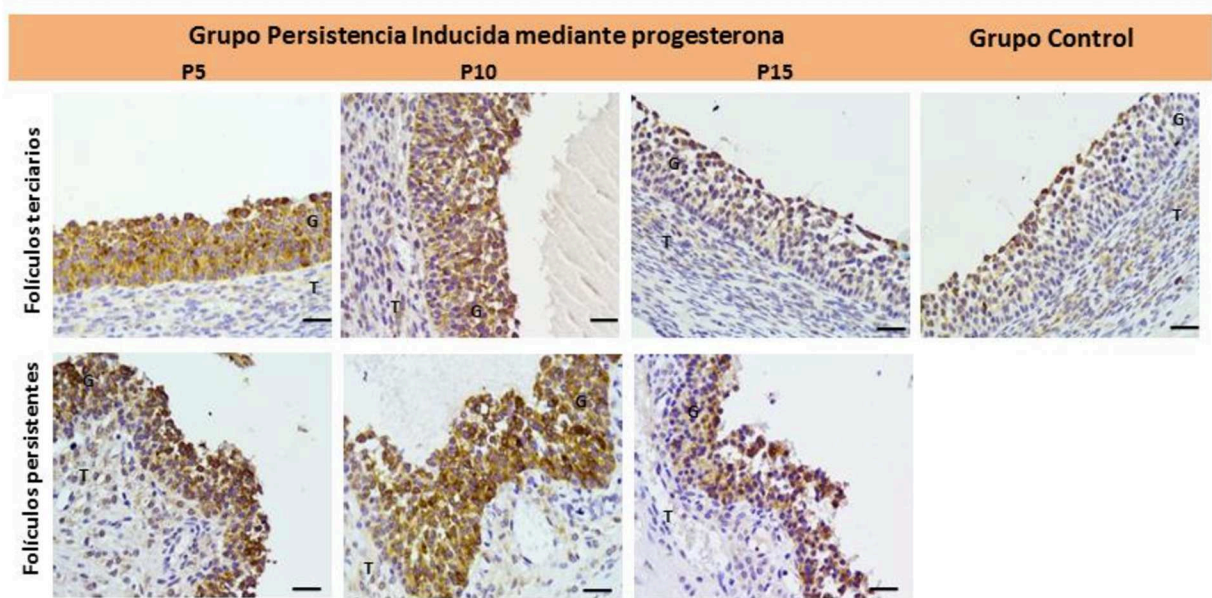 Grupo Persistencia Inducida mediante progesterona
Grupo Control
P5
P10
P15
Folículos terciarios
G
T
T
G
G
T
G
T
Folículos persistentes
G
T
G
T
G
T